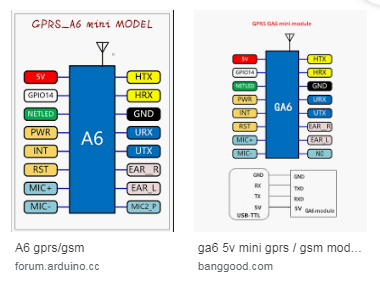 GPRS_A6 mini MODEL
5V
GPIO14
NETLED
PWR
INT
RST
MIC+
MIC-
A6
HTX
HRX
GND
URX
UTX
EAR_R
EAR_L
MIC2_P
A6 gprs/gsm
forum.arduino.cc
GPRS GA6 mini module
5V
GPIO14
NETLED
PWR
INT
RST
MIC+
MIC-
GA6
HTX
HRX
GND
URX
UTX
EAR_R
EAR_L
NC
GND
RX
TX
5V
USB-TTL
GND
TXD
RXD
5V
GA6 module
ga6 5v mini gprs / gsm mod...
banggood.com